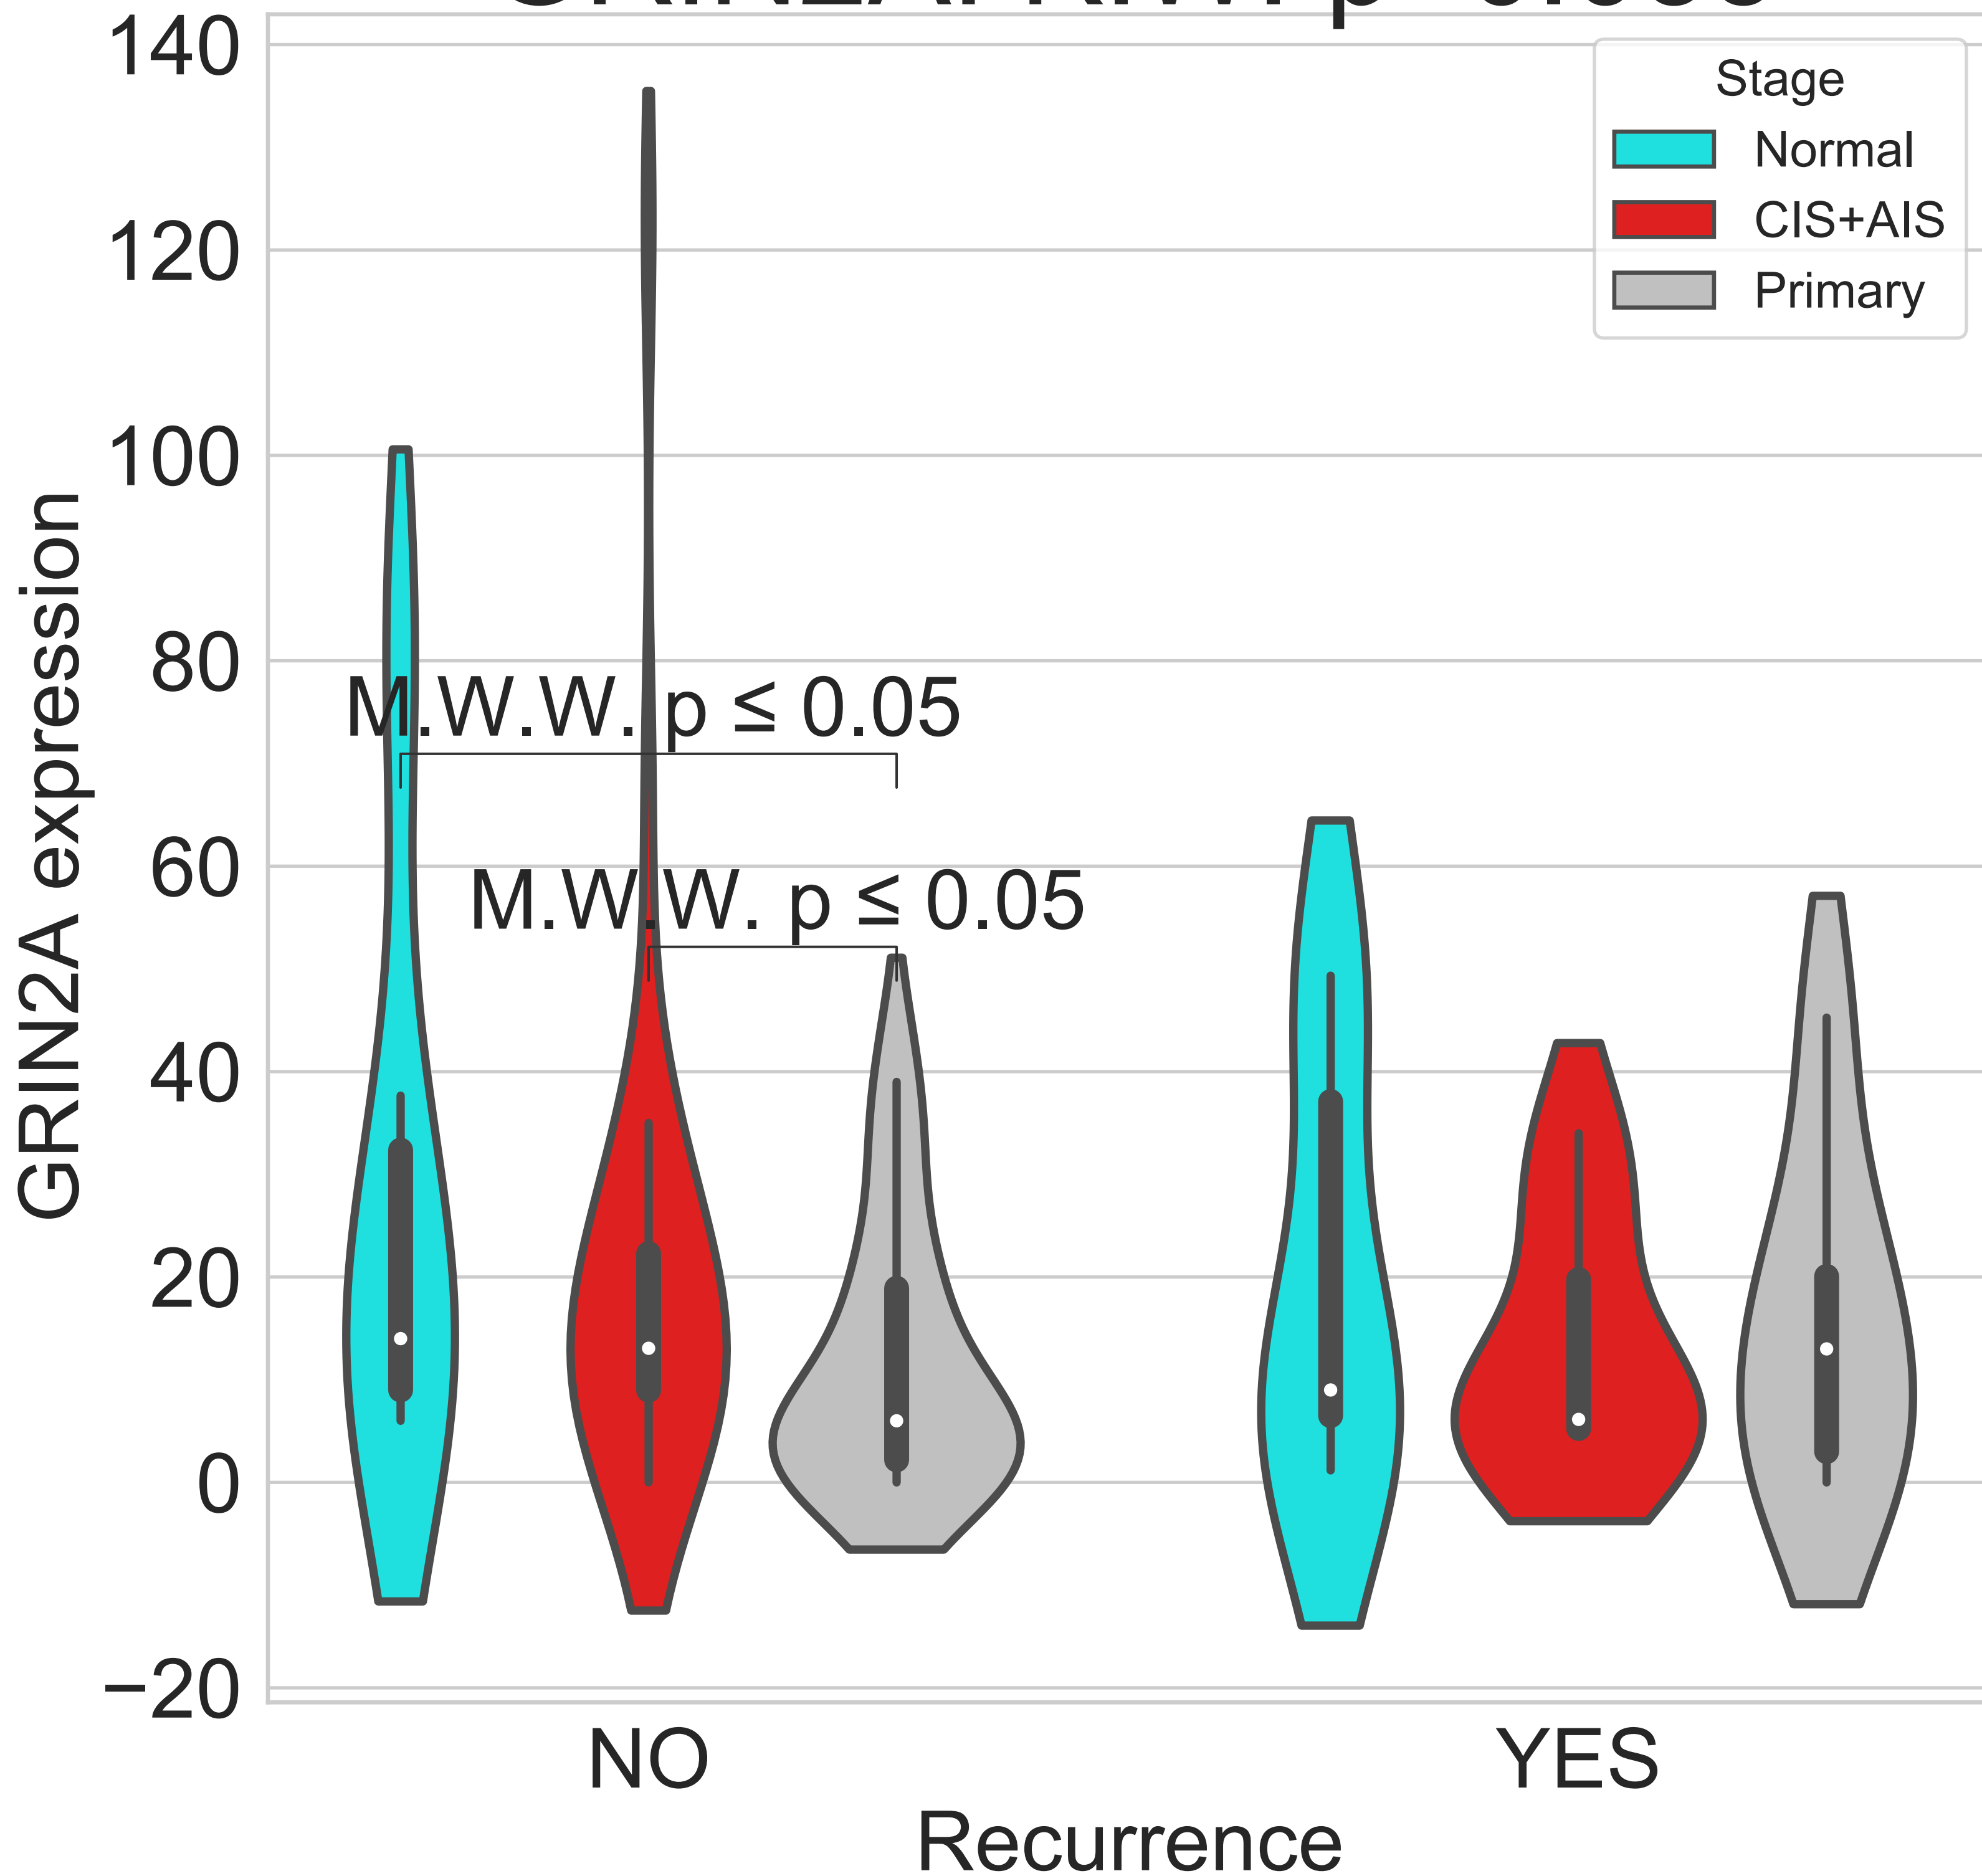 140
120
100
80
60
40
20
0
−20
GRIN2A expression
Stage
Normal
CIS+AIS
Primary
M.W.W. p ≤ 0.05
M.W.W. p ≤ 0.05
NO
YES
Recurrence